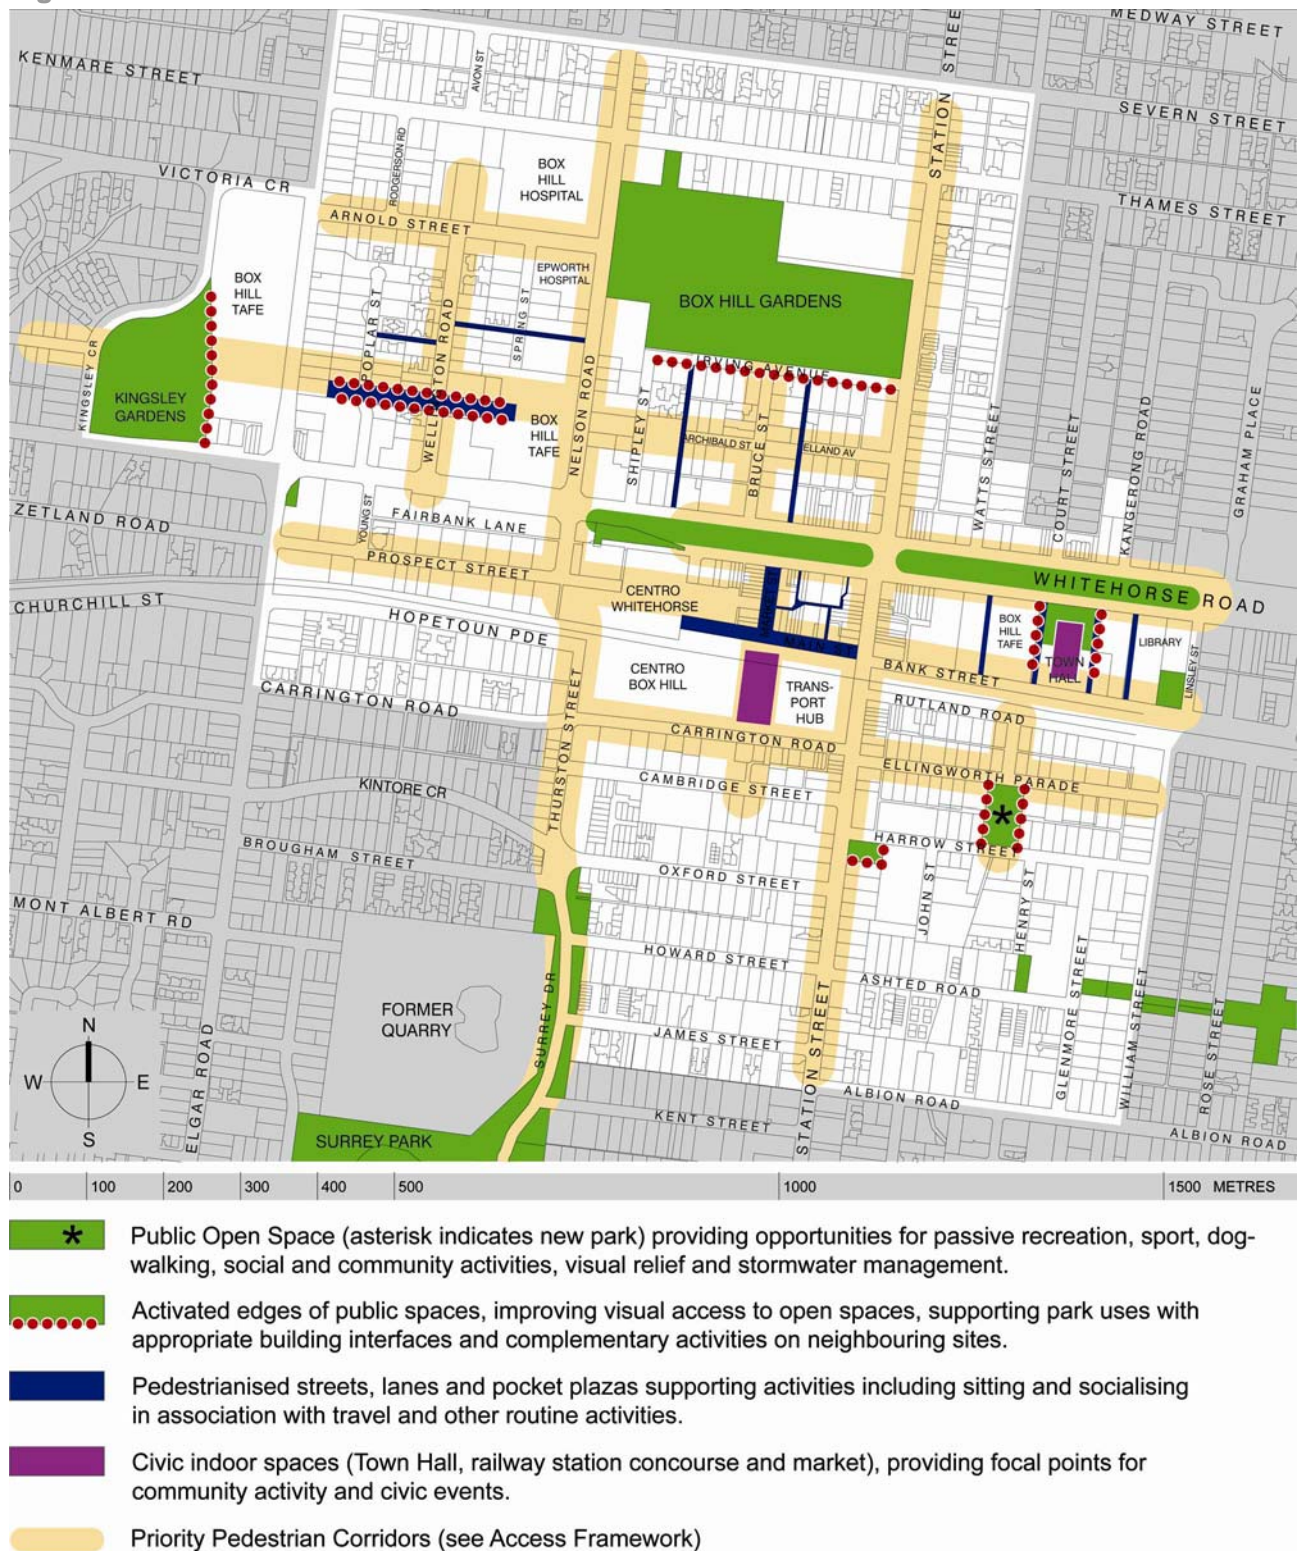 MEDWAY STREET
KENMARE STREET
AVON ST
STREET
SEVERN STREET
STATION
RODGERSON RD
BOX
HILL
HOSPITAL
VICTORIA CR
THAMES STREET
ARNOLD STREET
BOX
HILL
TAFE
EPWORTH
HOSPITAL
BOX HILL GARDENS
POPLAR ST
WELLINGTON ROAD
SPRING ST
KINGSLEY CR
KINGSLEY
GARDENS
IRVING AVENUE
NELSON ROAD
SHIPLEY ST
BOX
HILL
TAFE
ARCHIBALD ST
BRUCE ST
ELLAND AV
WATTS STREET
COURT STREET
KANGERONG ROAD
GRAHAM PLACE
ZETLAND ROAD
YOUNG ST
FAIRBANK LANE
PROSPECT STREET
CENTRO
WHITEHORSE
WHITEHORSE ROAD
CHURCHILL ST
HOPETOUN PDE
MARKET ST
MAIN ST
BOX
HILL
TAFE
TOWN
HALL
LIBRARY
LINSLEY ST
BANK STREET
CENTRO
BOX HILL
TRANS-
PORT
HUB
RUTLAND ROAD
CARRINGTON ROAD
CARRINGTON ROAD
THURSTON STREET
ELLINGWORTH PARADE
CAMBRIDGE STREET
KINTORE CR
*
HARROW STREET
BROUGHAM STREET
OXFORD STREET
JOHN ST
HENRY ST
MONT ALBERT RD
HOWARD STREET
ASHTED ROAD
GLENMORE STREET
WILLIAM STREET
ROSE STREET
FORMER
QUARRY
SURREY DR
JAMES STREET
STATION STREET
N
W E
S
ELGAR ROAD
ALBION ROAD
KENT STREET
ALBION ROAD
SURREY PARK
0 100 200 300 400 500 1000 1500 METRES
* Public Open Space (asterisk indicates new park) providing opportunities for passive recreation, sport, dog-
walking, social and community activities, visual relief and stormwater management.
Activated edges of public spaces, improving visual access to open spaces, supporting park uses with
appropriate building interfaces and complementary activities on neighbouring sites.
Pedestrianised streets, lanes and pocket plazas supporting activities including sitting and socialising
in association with travel and other routine activities.
Civic indoor spaces (Town Hall, railway station concourse and market), providing focal points for
community activity and civic events.
Priority Pedestrian Corridors (see Access Framework)